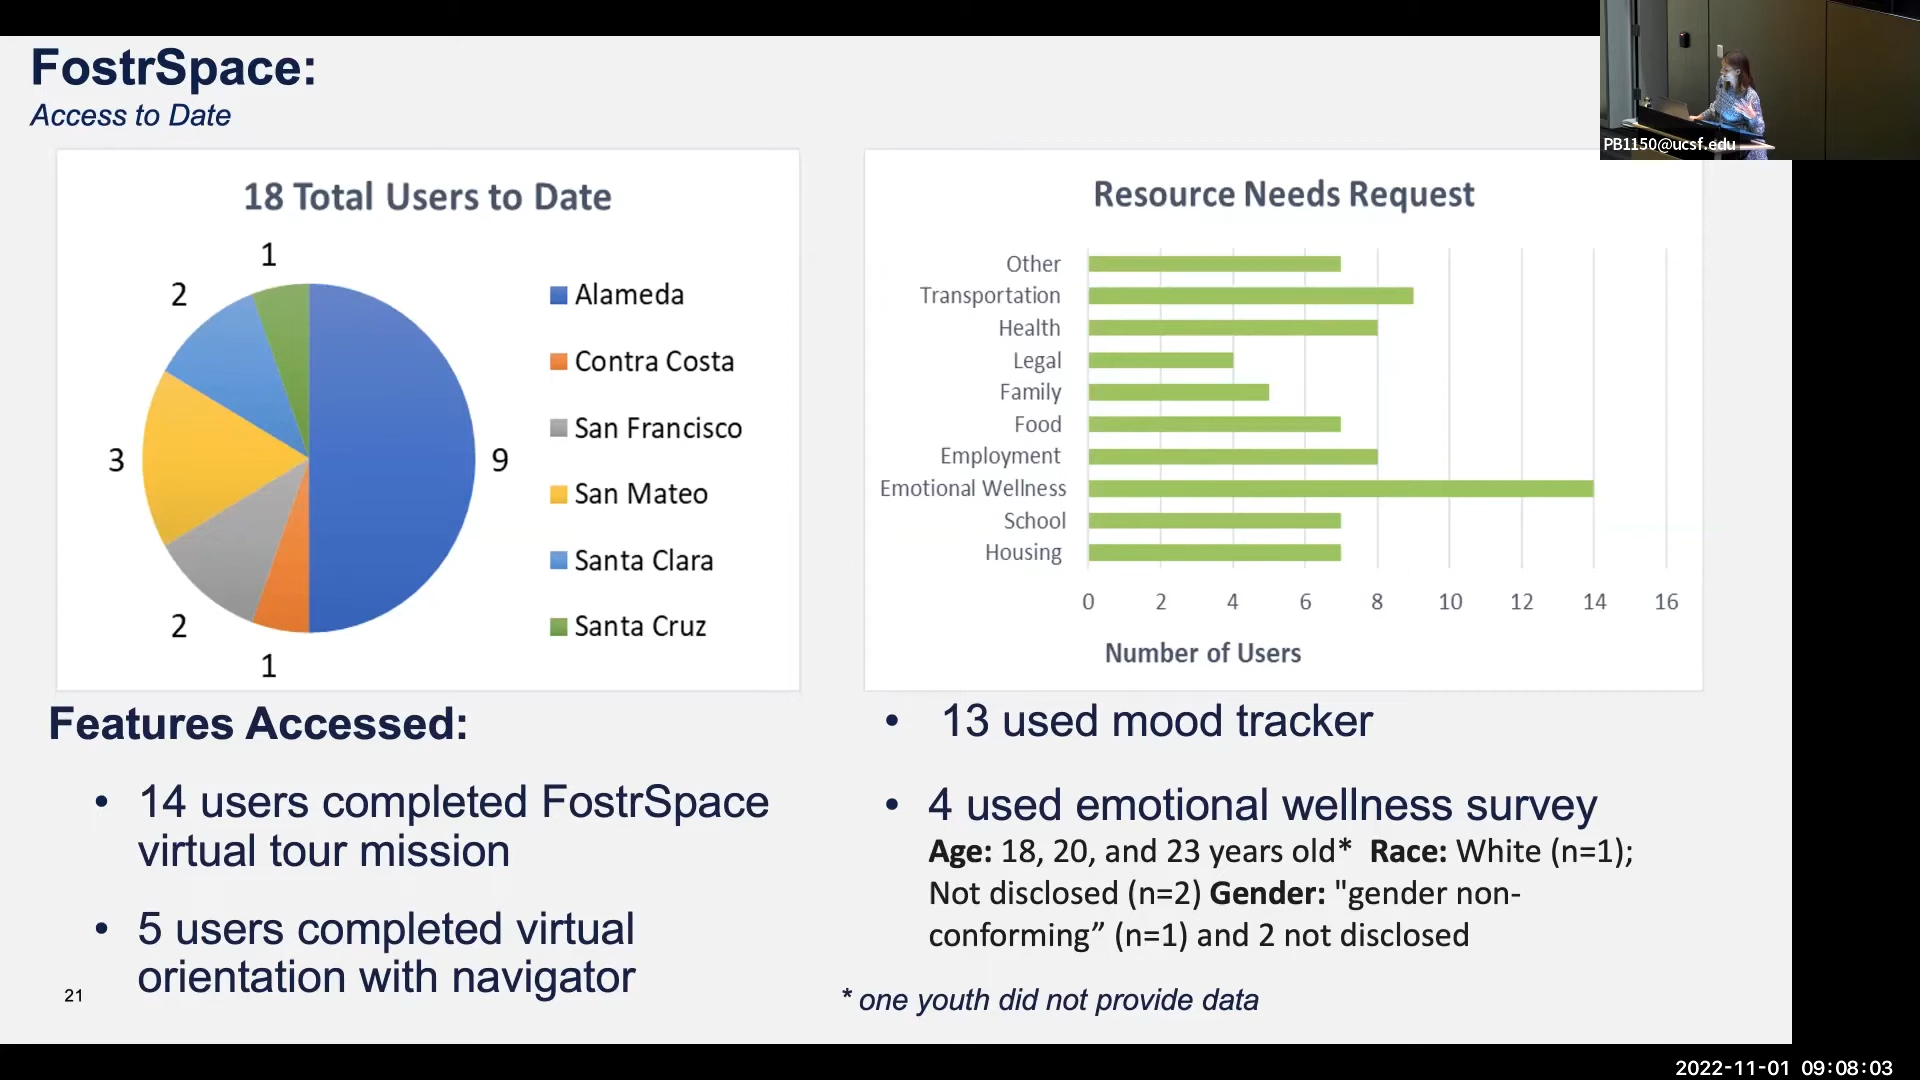 FostrSpace:
Access to Date
PB1150@ucsf.edu
18 Total Users to Date
1
2
3
9
2
1
Alameda
Contra Costa
San Francisco
San Mateo
Santa Clara
Santa Cruz
Resource Needs Request
Other
Transportation
Health
Legal
Family
Food
Employment
Emotional Wellness
School
Housing
0 2 4 6 8 10 12 14 16
Number of Users
Features Accessed:
• 14 users completed FostrSpace
virtual tour mission
• 5 users completed virtual
orientation with navigator
• 13 used mood tracker
• 4 used emotional wellness survey
Age: 18, 20, and 23 years old* Race: White (n=1);
Not disclosed (n=2) Gender: "gender non-
conforming” (n=1) and 2 not disclosed
* one youth did not provide data
21
2022-11-01 09:08:03